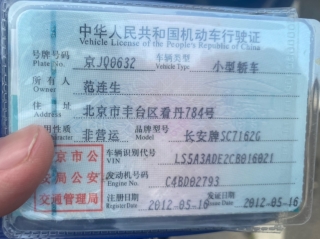 中华人民共和国机动车行驶证
Vehicle License of the People's Republic of China
号牌号码 京JQ0632 车辆类型 小型轿车
Plate No. Vehicle Type
所有人 范连生
Owner
住址 北京市丰台区看丹784号
Address
用性质 非营运 品牌型号 长安牌SC7162G
Character Model
京市公 车辆识别代号 LS5A3ADE2CB016021
VIN
局公安 发动机号码 C4BD02793
Engine No.
交通管理局 注册日期 2012-05-16 发证日期 2012-05-16
Register Date Issue Date